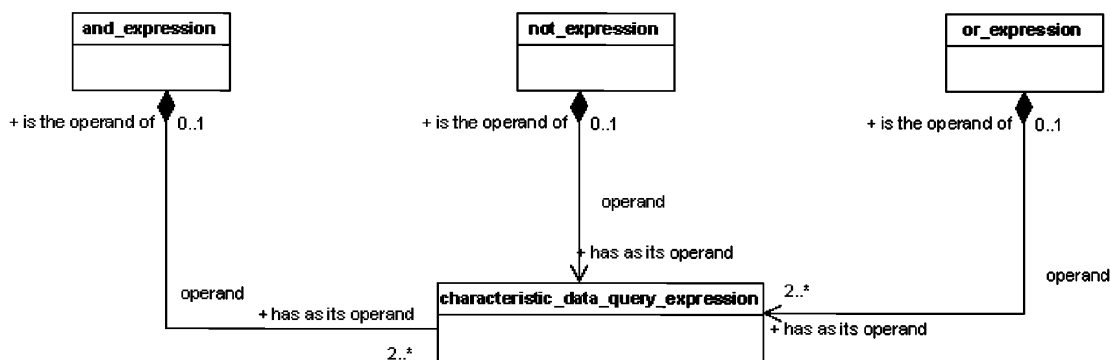 and_expression
not_expression
or_expression
+ is the operand of
0..1
+ is the operand of
0..1
+ is the operand of
0..1
operand
+ has as its operand
operand
operand
characteristic_data_query_expression
2..*
+ has as its operand
+ has as its operand
2..*